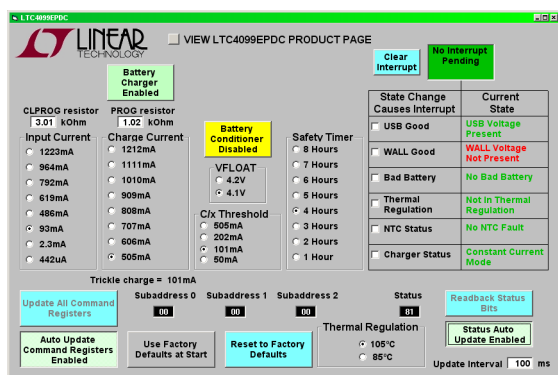 LTC4099EPDC
LINEAR
TECHNOLOGY
VIEW LTC4099EPDC PRODUCT PAGE
Clear
Interrupt
No Interrupt
Pending
Battery
Charger
Enabled
CLPROG resistor
3.01 kOhm
PROG resistor
1.02 kOhm
Input Current
1223mA
964mA
792mA
619mA
486mA
93mA
2.3mA
442uA
Charge Current
1212mA
1111mA
1010mA
909mA
808mA
707mA
606mA
505mA
Battery
Conditioner
Disabled
VFLOAT
4.2V
4.1V
C/x Threshold
505mA
202mA
101mA
50mA
Safety Timer
8 Hours
7 Hours
6 Hours
5 Hours
4 Hours
3 Hours
2 Hours
1 Hour
State Change
Causes Interrupt
Current
State
USB Good
USB Voltage
Present
WALL Good
WALL Voltage
Not Present
Bad Battery
No Bad Battery
Thermal
Regulation
Not In Thermal
Regulation
NTC Status
No NTC Fault
Charger Status
Constant Current
Mode
Trickle charge = 101mA
Update All Command
Registers
Subaddress 0
00
Subaddress 1
00
Subaddress 2
00
Status
81
Readback Status
Bits
Auto Update
Command Registers
Enabled
Use Factory
Defaults at Start
Reset to Factory
Defaults
Thermal Regulation
105°C
85°C
Status Auto
Update Enabled
Update Interval 100 ms